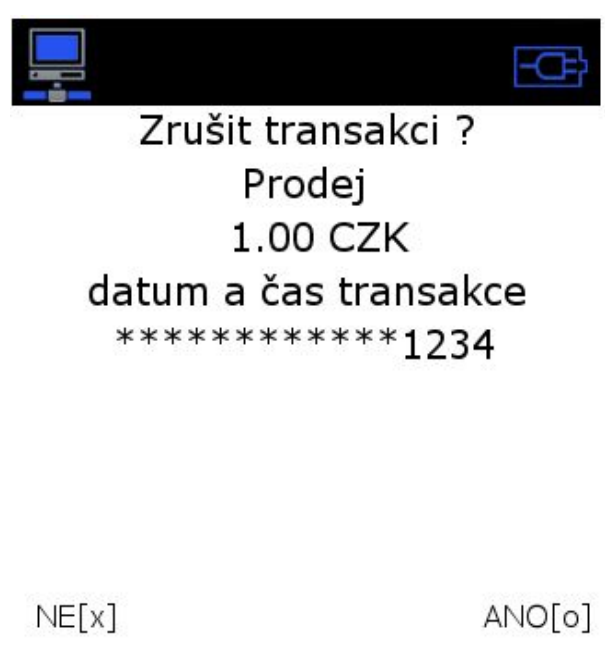 Zrušit transakci ?
Prodej
1.00 CZK
datum a čas transakce
************1234
NE[x] ANO[o]